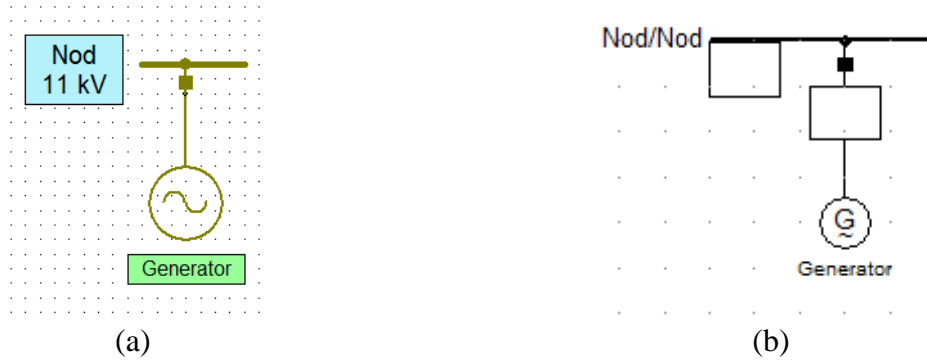 Nod
11 kV
Generator
(a)
Nod/Nod
G
~
Generator
(b)